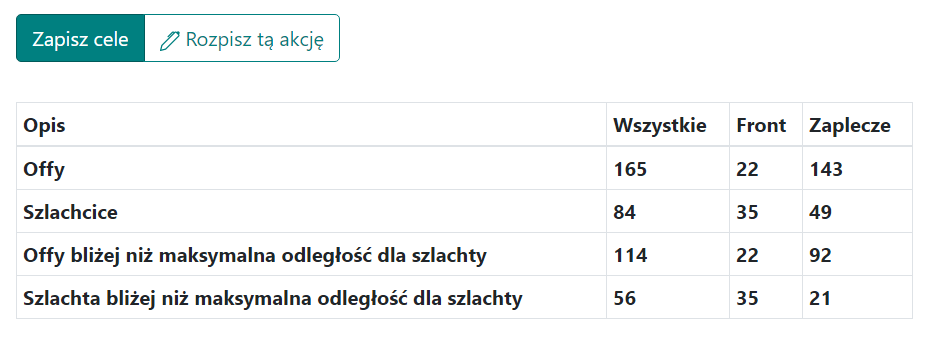 Zapisz cele Rozpisz tą akcję
Opis Wszystkie Front Zaplecze
Offy 165 22 143
Szlachcice 84 35 49
Offy bliżej niż maksymalna odległość dla szlachty 114 22 92
Szlachta bliżej niż maksymalna odległość dla szlachty 56 35 21